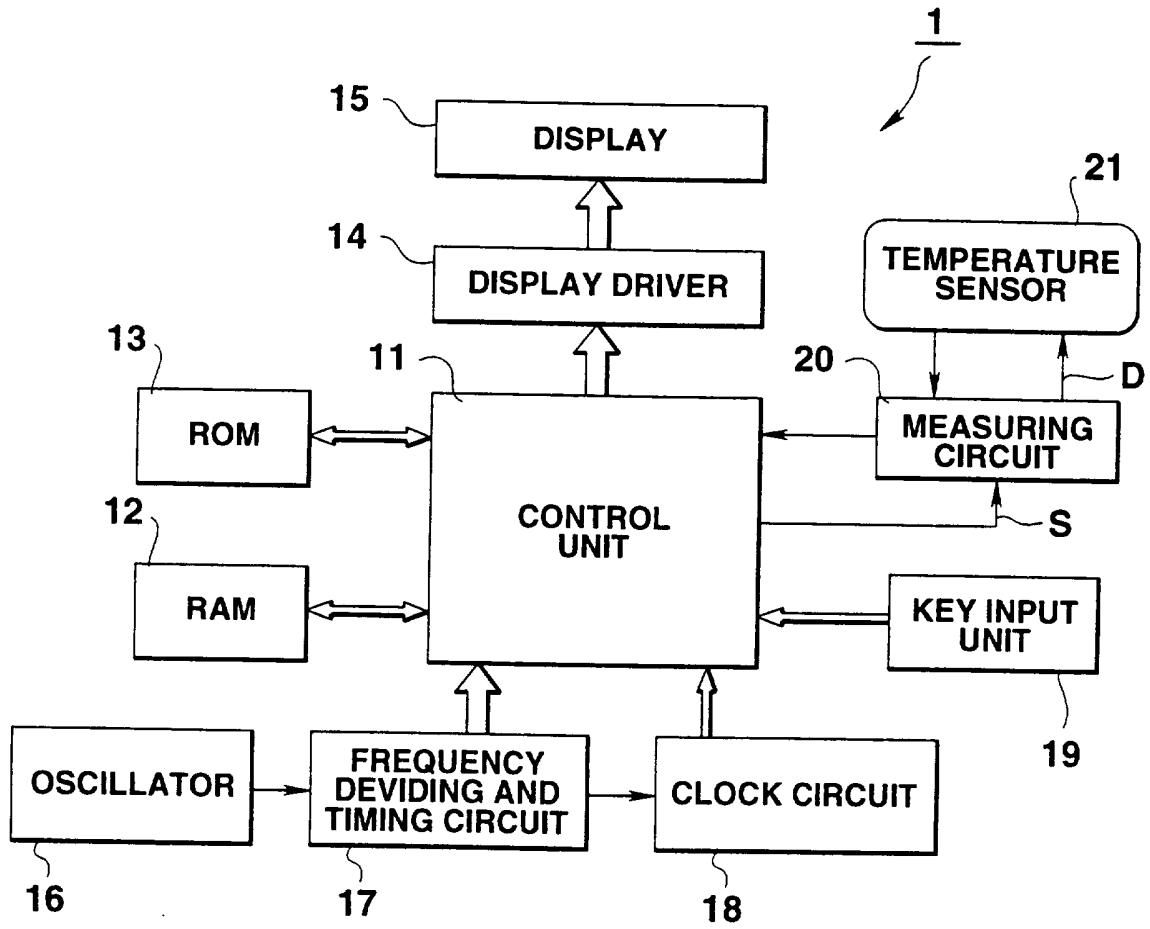 1
15
DISPLAY
21
14
DISPLAY DRIVER
TEMPERATURE
SENSOR
13
11
20
D
ROM
MEASURING
CIRCUIT
12
CONTROL
UNIT
S
RAM
KEY INPUT
UNIT
19
OSCILLATOR
FREQUENCY
DEVIDING AND
TIMING CIRCUIT
CLOCK CIRCUIT
16
17
18